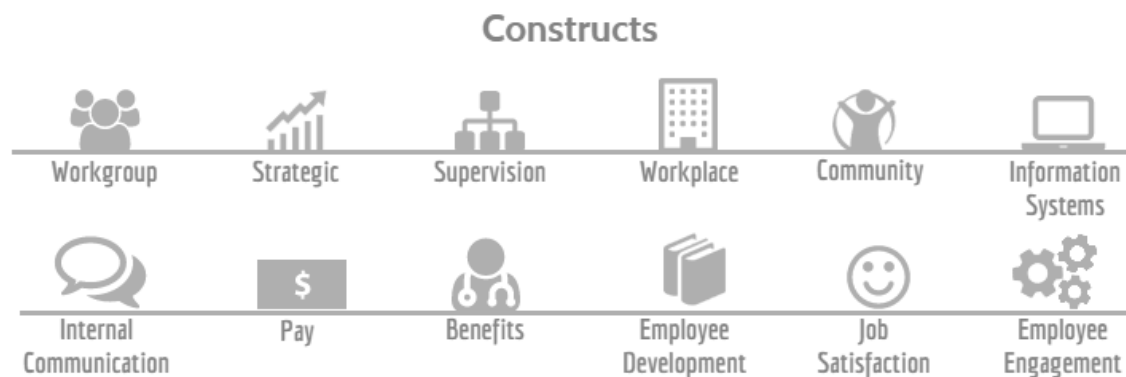 Constructs
Workgroup
Strategic
Supervision
Workplace
Community
Information
Systems
$
Internal
Communication
Pay
Benefits
Employee
Development
Job
Satisfaction
Employee
Engagement